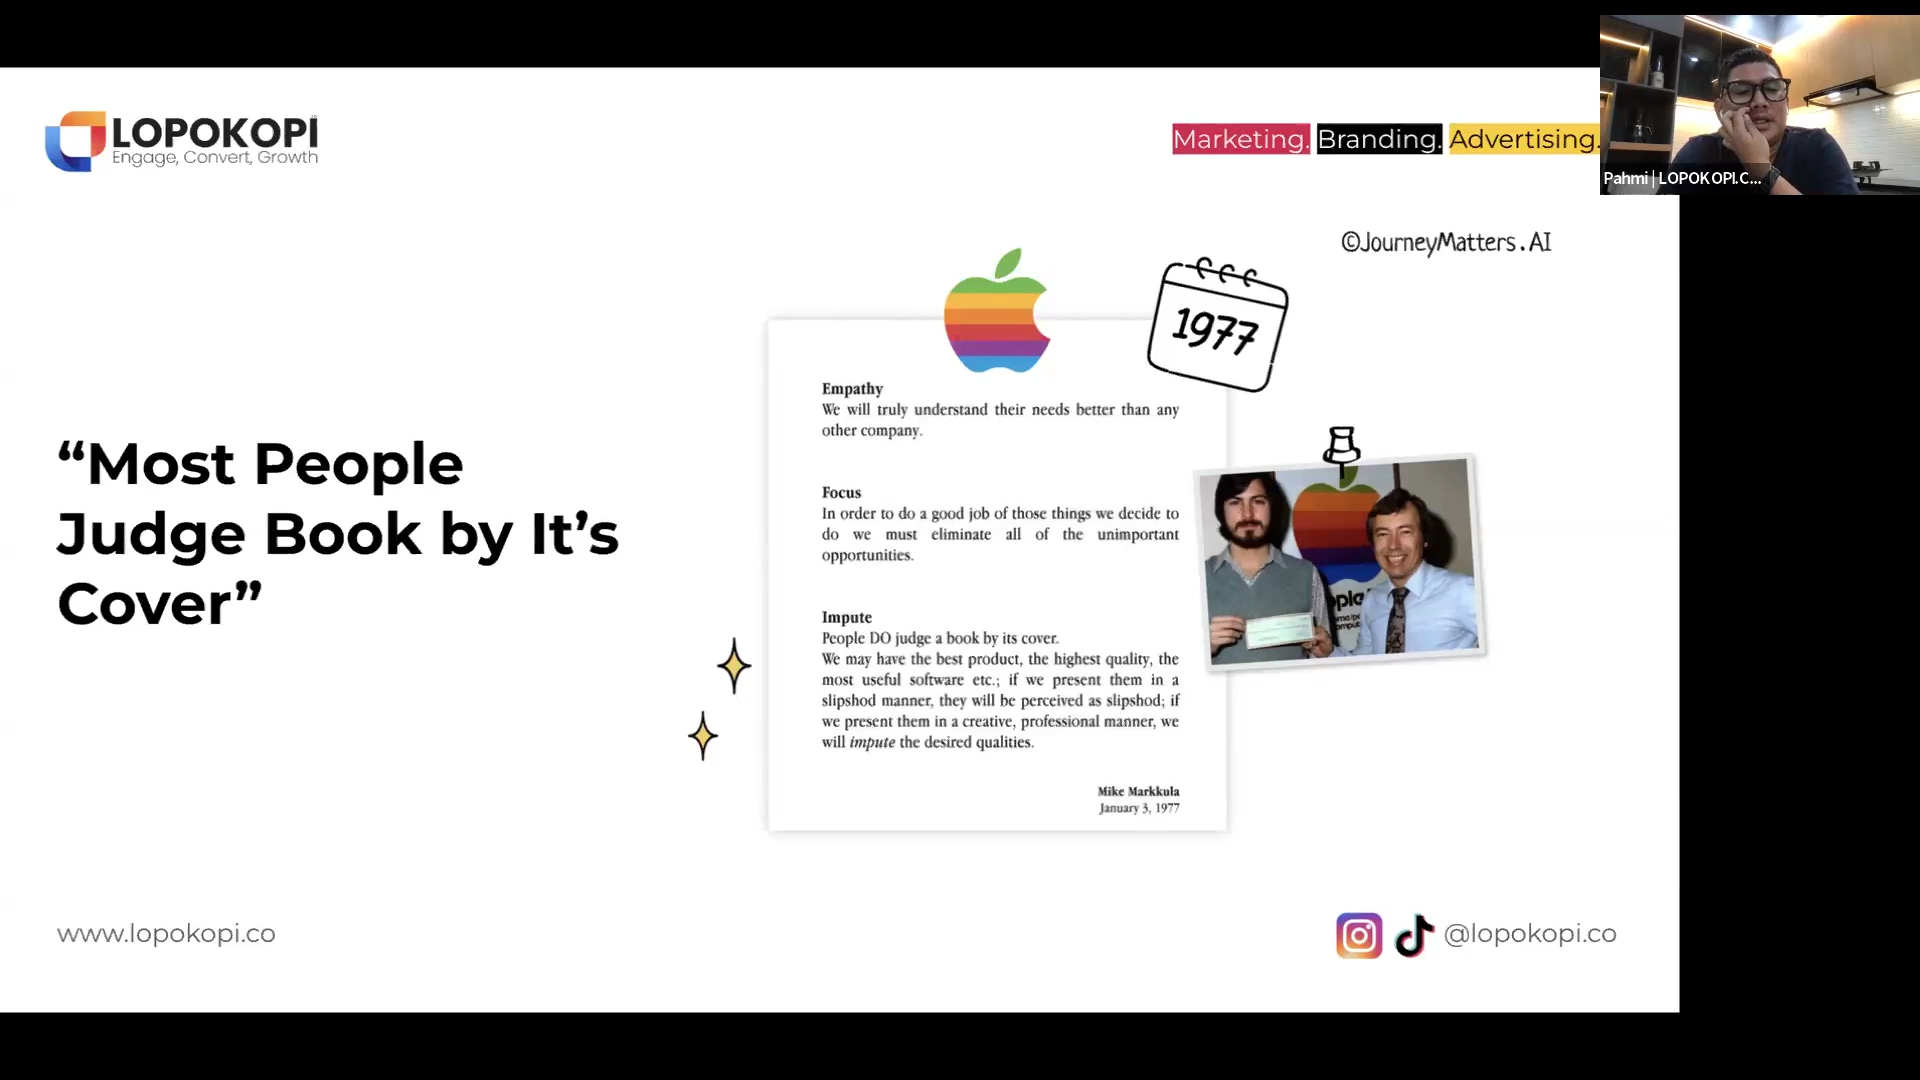 LOPOKOPI
Engage, Convert, Growth
Marketing. Branding. Advertising.
Pahmi | LOPOKOPI.C...
©JourneyMatters.AI
1977
“Most People
Judge Book by It’s
Cover”
Empathy
We will truly understand their needs better than any
other company.
Focus
In order to do a good job of those things we decide to
do we must eliminate all of the unimportant
opportunities.
Impute
People DO judge a book by its cover.
We may have the best product, the highest quality, the
most useful software etc.; if we present them in a
slipshod manner, they will be perceived as slipshod; if
we present them in a creative, professional manner, we
will impute the desired qualities.
Mike Markkula
January 3, 1977
www.lopokopi.co
@lopokopi.co